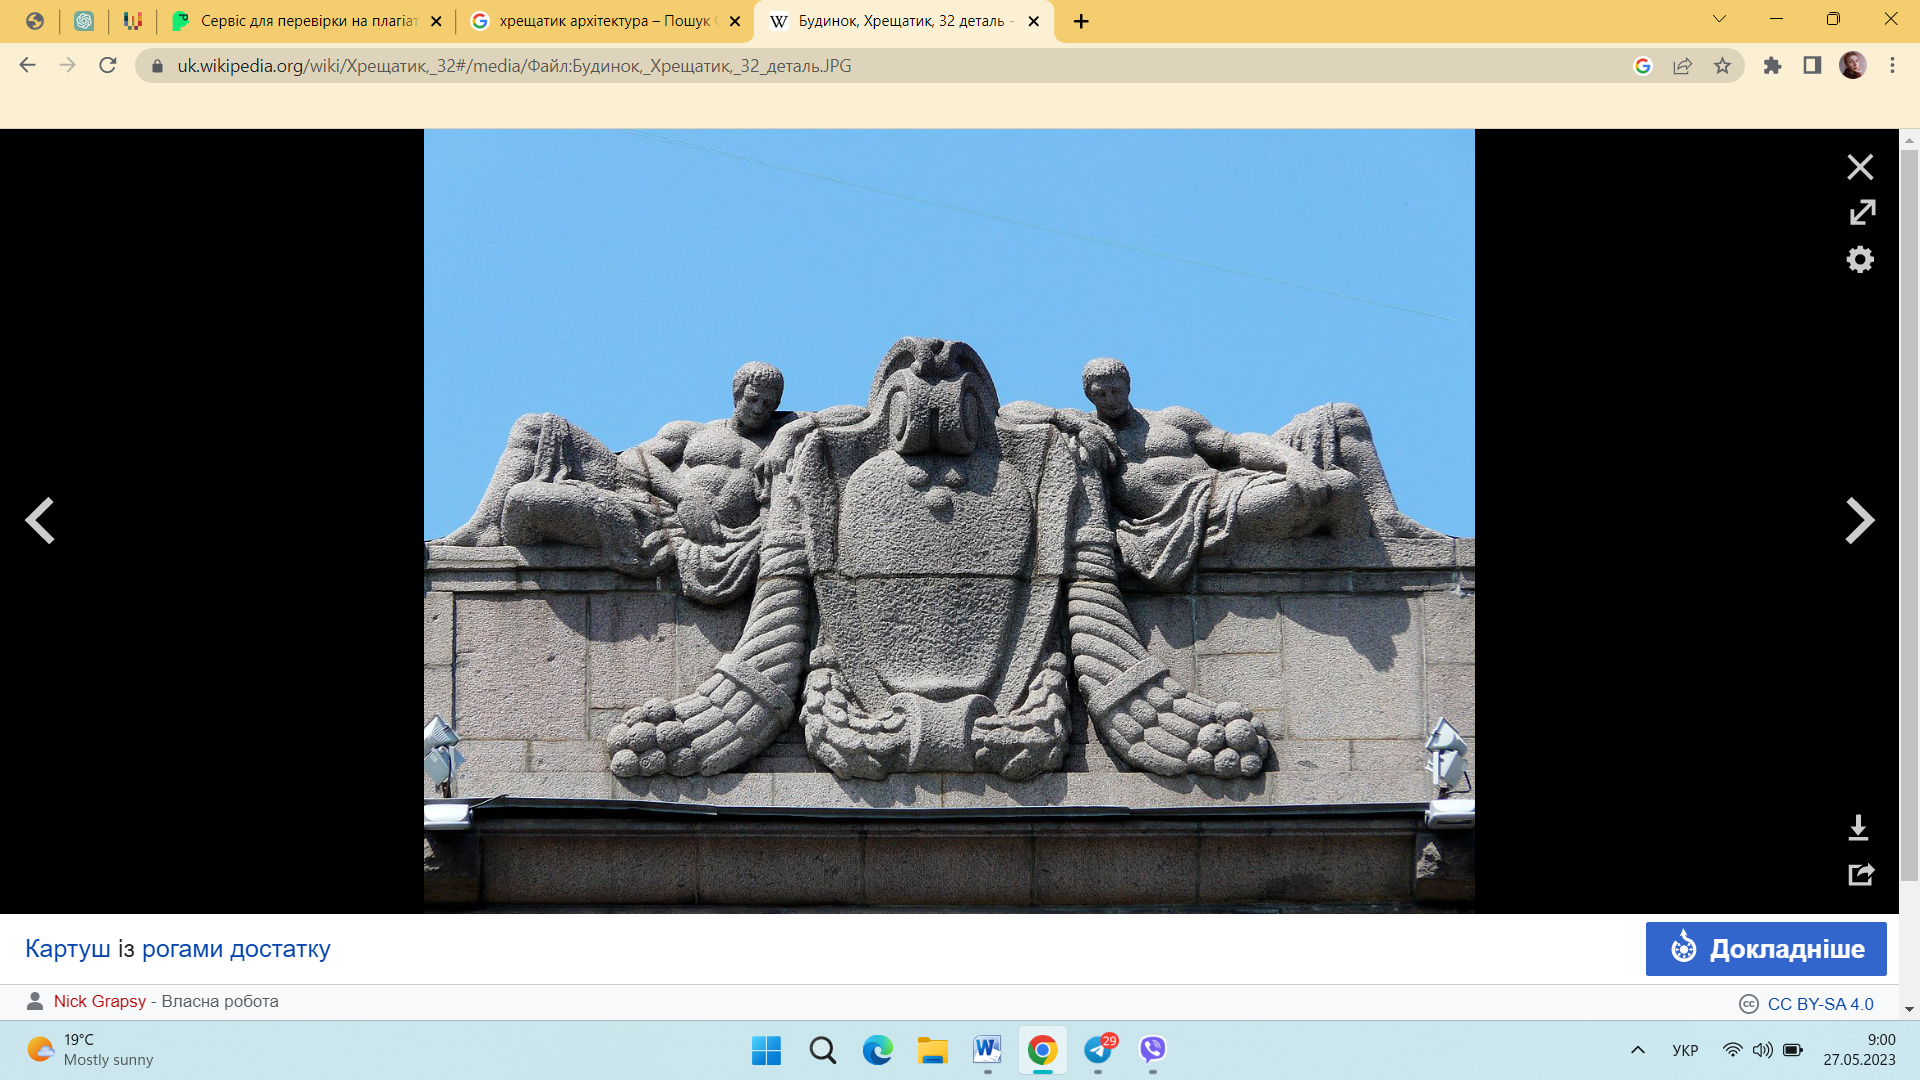 Сервіс для перевірки на плагіат
хрещатик архітектура – Пошук
Будинок, Хрещатик, 32 деталь -
uk.wikipedia.org/wiki/Хрещатик,_32#/media/Файл:Будинок,_Хрещатик,_32_деталь.JPG
Картуш із рогами достатку
Докладніше
Nick Grapsy - Власна робота
CC BY-SA 4.0
19°C
Mostly sunny
29
УКР
9:00
27.05.2023